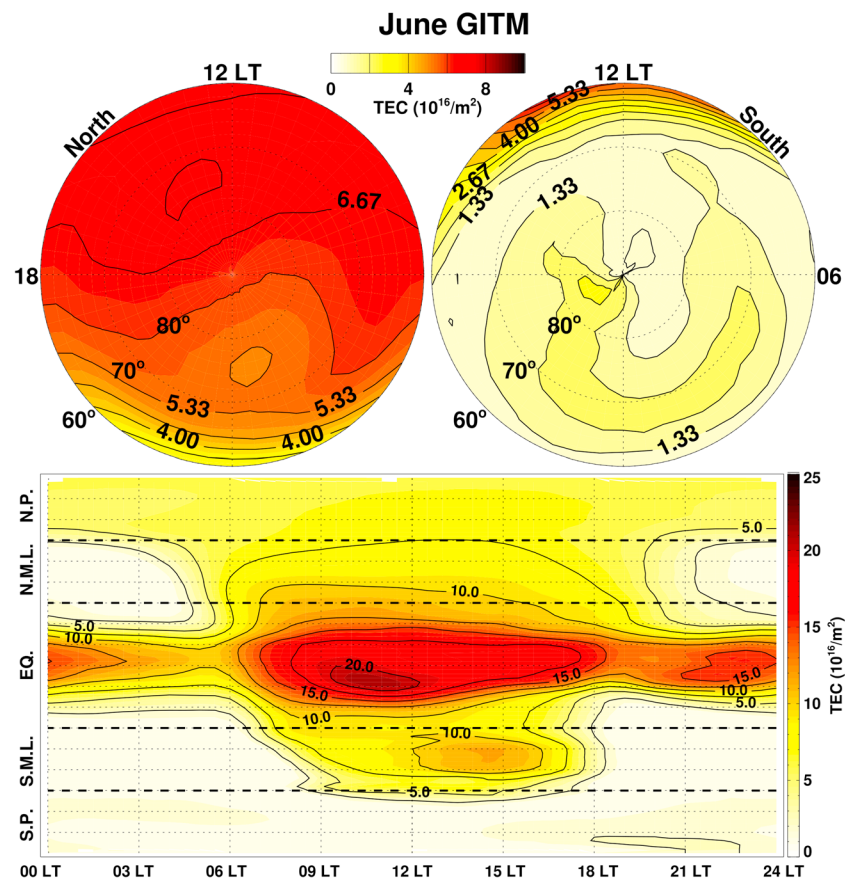 June GITM
0 4 8
TEC (10^16/m^2)
12 LT
12 LT
North
South
6.67
5.33
4.00
2.67
1.33
1.33
18
06
80°
70°
60°
5.33
5.33
4.00
4.00
80°
70°
60°
1.33
N.P.
N.M.L.
EQ.
S.M.L.
S.P.
5.0
10.0
5.0
10.0
20.0
15.0
15.0
15.0
10.0
5.0
10.0
10.0
5.0
25
20
15
10
5
0
TEC (10^16/m^2)
00 LT 03 LT 06 LT 09 LT 12 LT 15 LT 18 LT 21 LT 24 LT